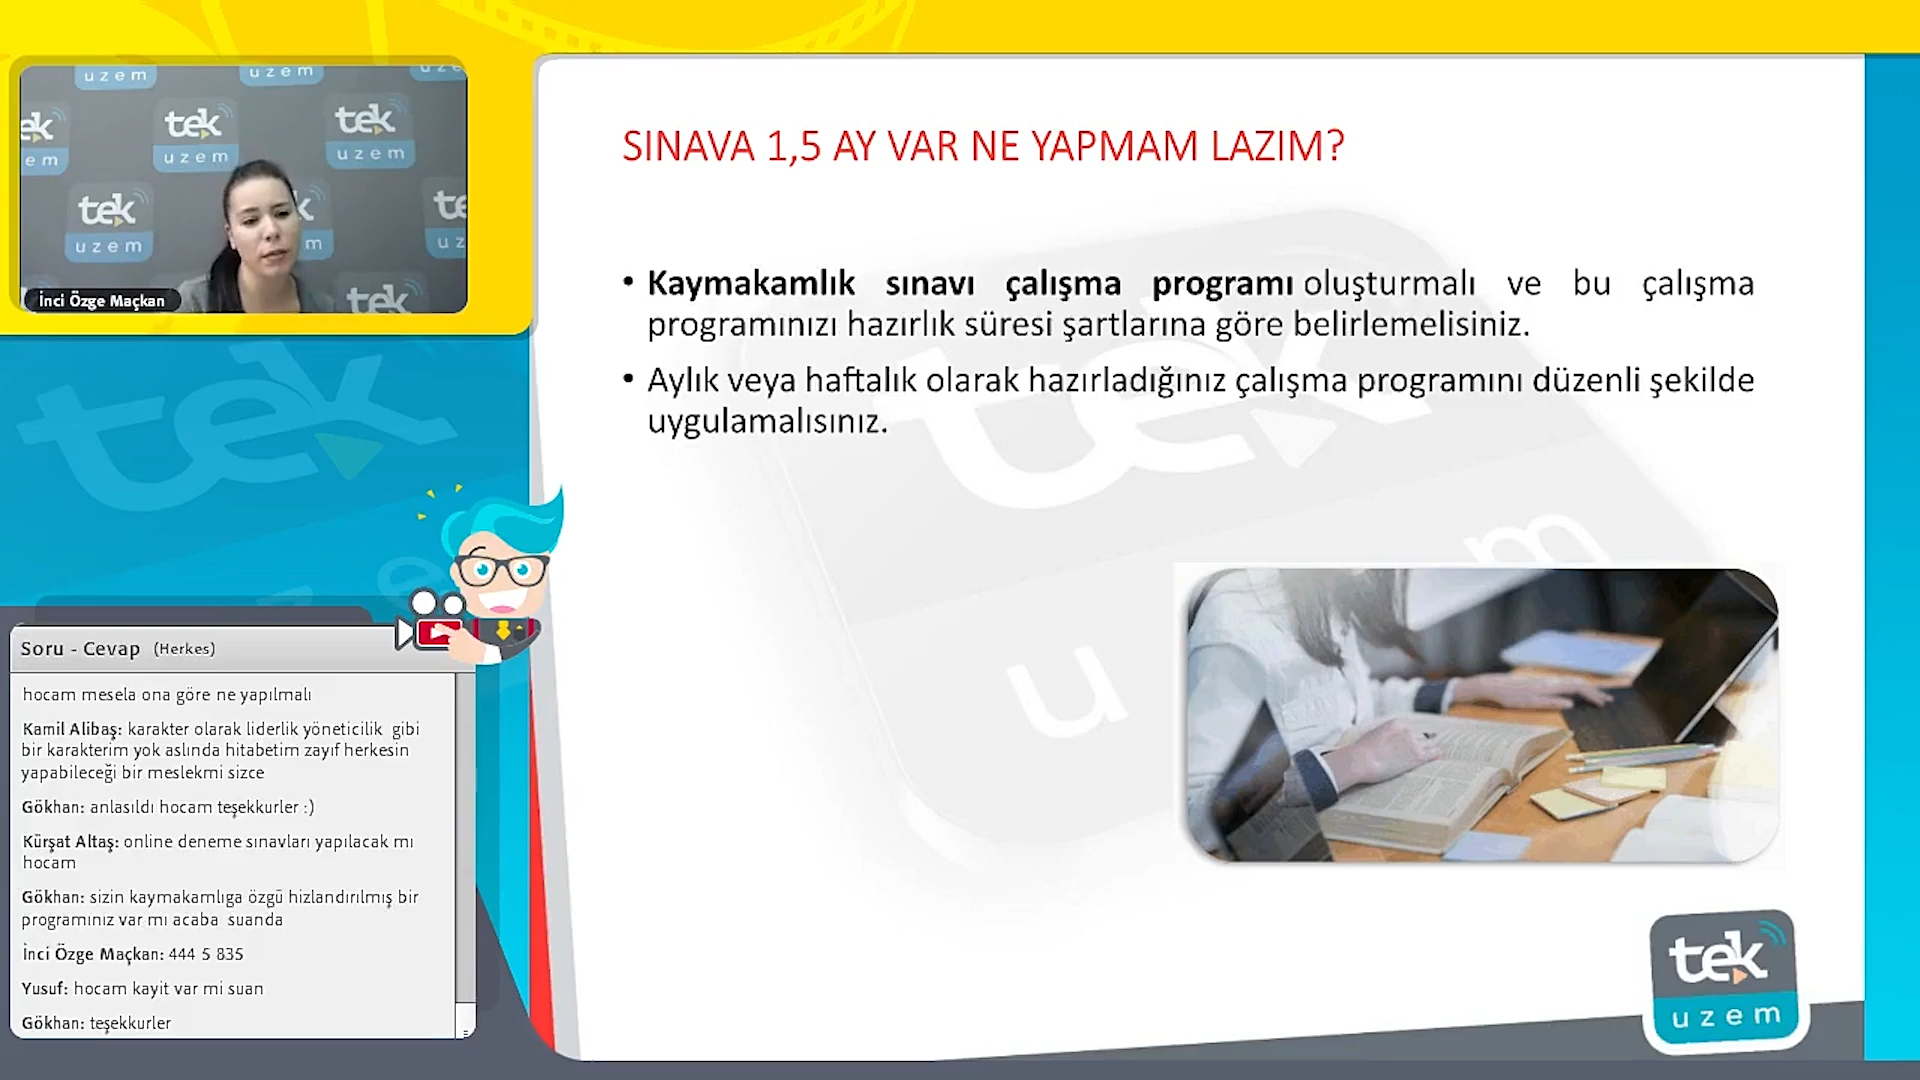 uzem
uzem
tek
uzem
tek
uzem
tek
uzem
tek
İnci Özge Maçkan
tek
SINAVA 1,5 AY VAR NE YAPMAM LAZIM?
• Kaymakamlık sınavı çalışma programı oluşturmalı ve bu çalışma
programınızı hazırlık süresi şartlarına göre belirlemelisiniz.
• Aylık veya haftalık olarak hazırladığınız çalışma programını düzenli şekilde
uygulamalısınız.
Soru - Cevap (Herkes)
hocam mesela ona göre ne yapılmalı
Kamil Alibaş: karakter olarak liderlik yöneticilik gibi
bir karakterim yok aslında hitabetim zayıf herkesin
yapabileceği bir meslekmi sizce
Gökhan: anlasıldı hocam teşekkurler :)
Kürşat Altaş: online deneme sınavları yapılacak mı
hocam
Gökhan: sizin kaymakamlıga özgü hizlandırılmış bir
programınız var mı acaba suanda
İnci Özge Maçkan: 444 5 835
Yusuf: hocam kayit var mi suan
Gökhan: teşekkurler
tek
uzem